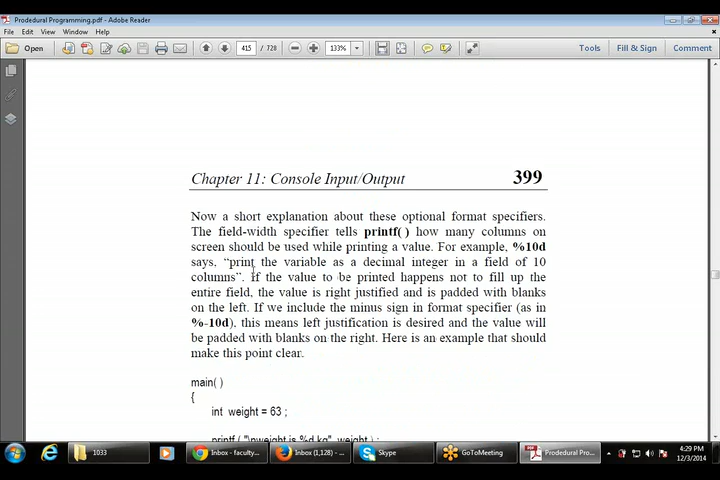 Prodedural Programming.pdf - Adobe Reader
File Edit View Window Help
Open 415 / 728 133% Tools Fill & Sign Comment
Chapter 11: Console Input/Output 399
Now a short explanation about these optional format specifiers.
The field-width specifier tells printf( ) how many columns on
screen should be used while printing a value. For example, %10d
says, “print the variable as a decimal integer in a field of 10
columns”. If the value to be printed happens not to fill up the
entire field, the value is right justified and is padded with blanks
on the left. If we include the minus sign in format specifier (as in
%-10d), this means left justification is desired and the value will
be padded with blanks on the right. Here is an example that should
make this point clear.
main( )
{
int weight = 63 ;
printf ( "\nweight is %d kg", weight ) ;
1033 Inbox - faculty... Inbox (1,128) - ... Skype GoToMeeting Prodedural Progra...
4:29 PM
12/3/2014